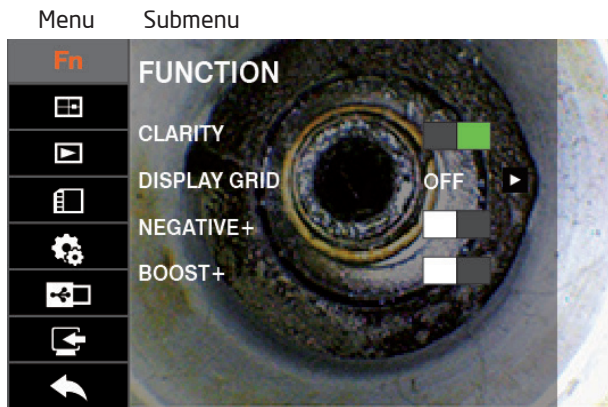 Menu Submenu
Fn
FUNCTION
CLARITY
DISPLAY GRID OFF
NEGATIVE+
BOOST+